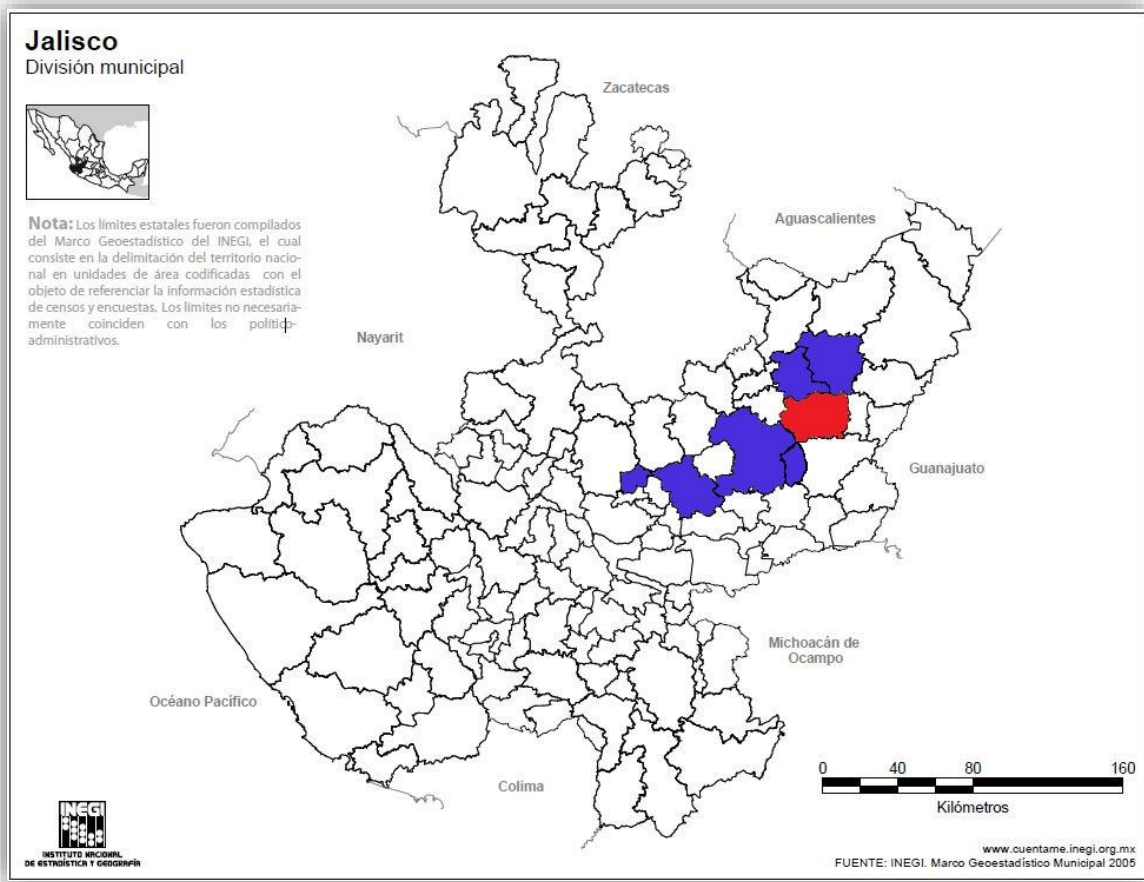 Jalisco
División municipal
Zacatecas
Aguascalientes
Nota: Los límites estatales fueron compilados
del Marco Geoestadístico del INEGI, el cual
consiste en la delimitación del territorio nacio-
nal en unidades de área codificadas con el
objeto de referenciar la información estadística
de censos y encuestas. Los límites no necesaria-
mente coinciden con los político-
administrativos.
Nayarit
Guanajuato
Michoacán de
Ocampo
Océano Pacífico
Colima
0 40 80 160
Kilómetros
INEGI
INSTITUTO NACIONAL
DE ESTADÍSTICA Y GEOGRAFÍA
www.cuentame.inegi.org.mx
FUENTE: INEGI. Marco Geoestadístico Municipal 2005